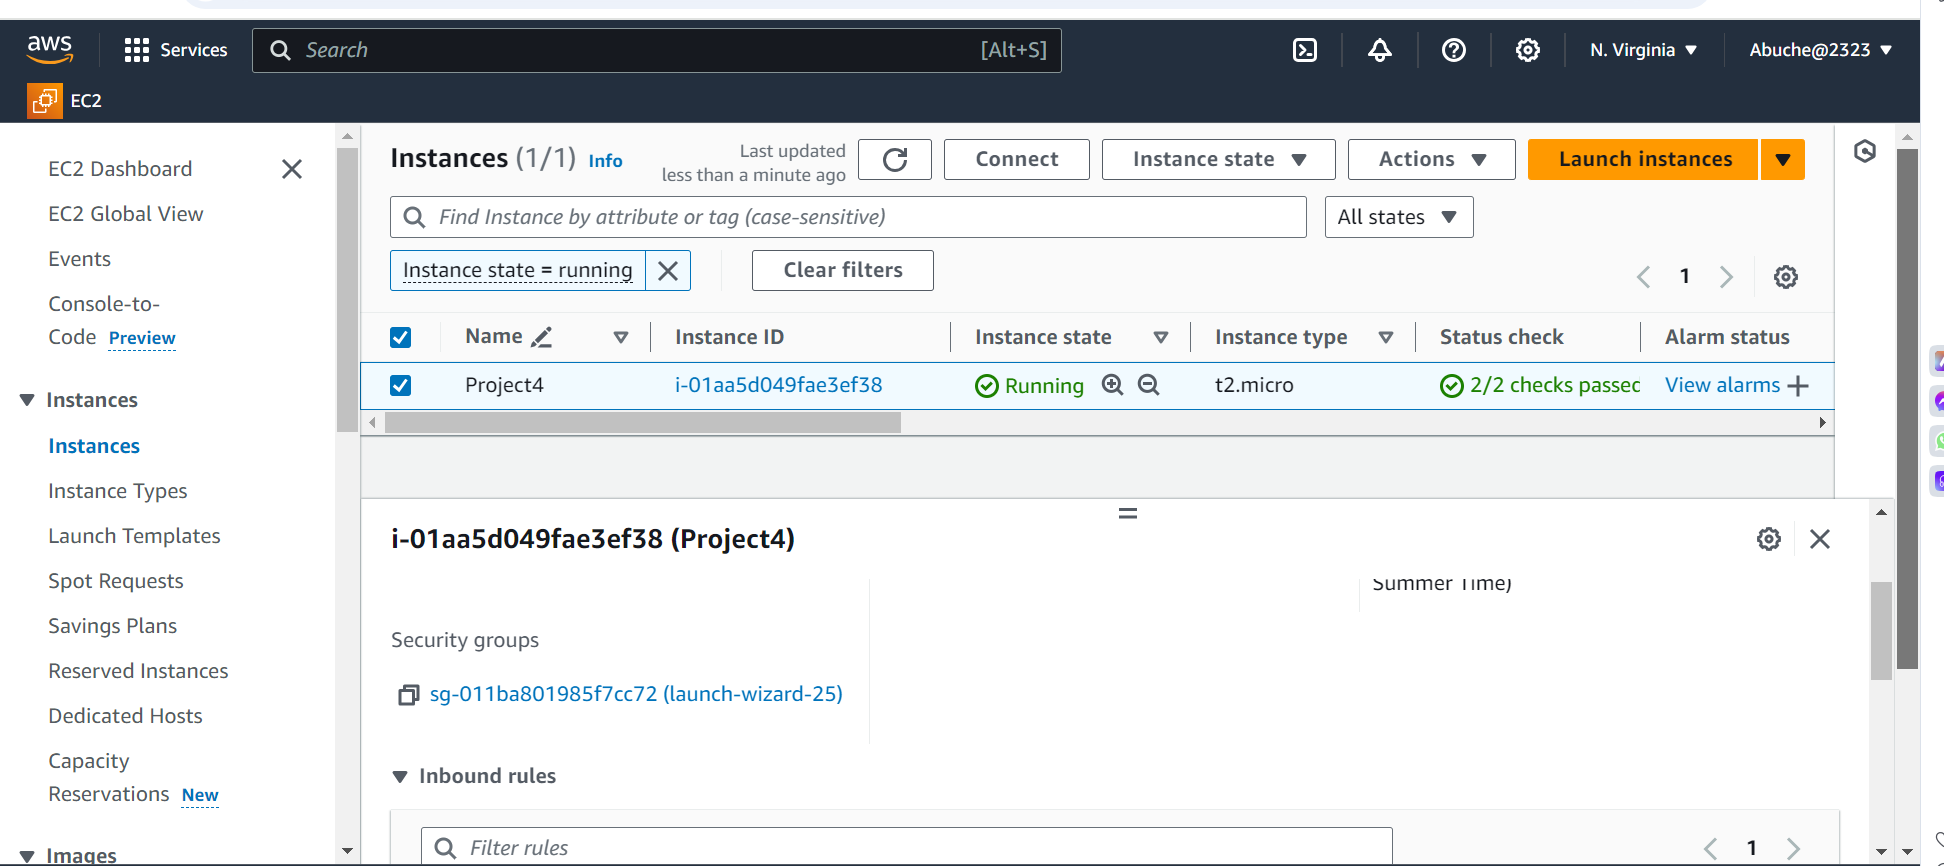 aws
Services
Search
[Alt+S]
N. Virginia
Abuche@2323
EC2
EC2 Dashboard
EC2 Global View
Events
Console-to-
Code Preview
Instances
Instances
Instance Types
Launch Templates
Spot Requests
Savings Plans
Reserved Instances
Dedicated Hosts
Capacity
Reservations New
Images
Instances (1/1) Info
Last updated
less than a minute ago
Connect
Instance state
Actions
Launch instances
Find Instance by attribute or tag (case-sensitive)
All states
Instance state = running
Clear filters
1
Name
Instance ID
Instance state
Instance type
Status check
Alarm status
Project4
i-01aa5d049fae3ef38
Running
t2.micro
2/2 checks passec
View alarms
i-01aa5d049fae3ef38 (Project4)
Summer Time)
Security groups
sg-011ba801985f7cc72 (launch-wizard-25)
Inbound rules
Filter rules
1